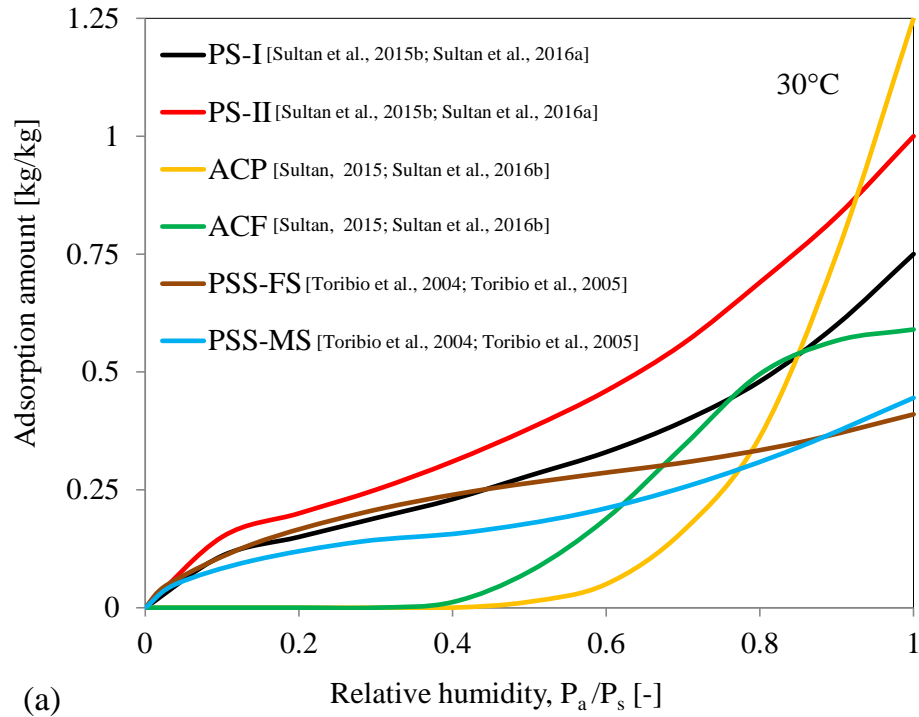 1.25
1
0.75
0.5
0.25
0
Adsorption amount [kg/kg]
PS-I [Sultan et al., 2015b; Sultan et al., 2016a]
PS-II [Sultan et al., 2015b; Sultan et al., 2016a]
ACP [Sultan, 2015; Sultan et al., 2016b]
ACF [Sultan, 2015; Sultan et al., 2016b]
PSS-FS [Toribio et al., 2004; Toribio et al., 2005]
PSS-MS [Toribio et al., 2004; Toribio et al., 2005]
30°C
0 0.2 0.4 0.6 0.8 1
Relative humidity, Pa/Ps [-]
(a)